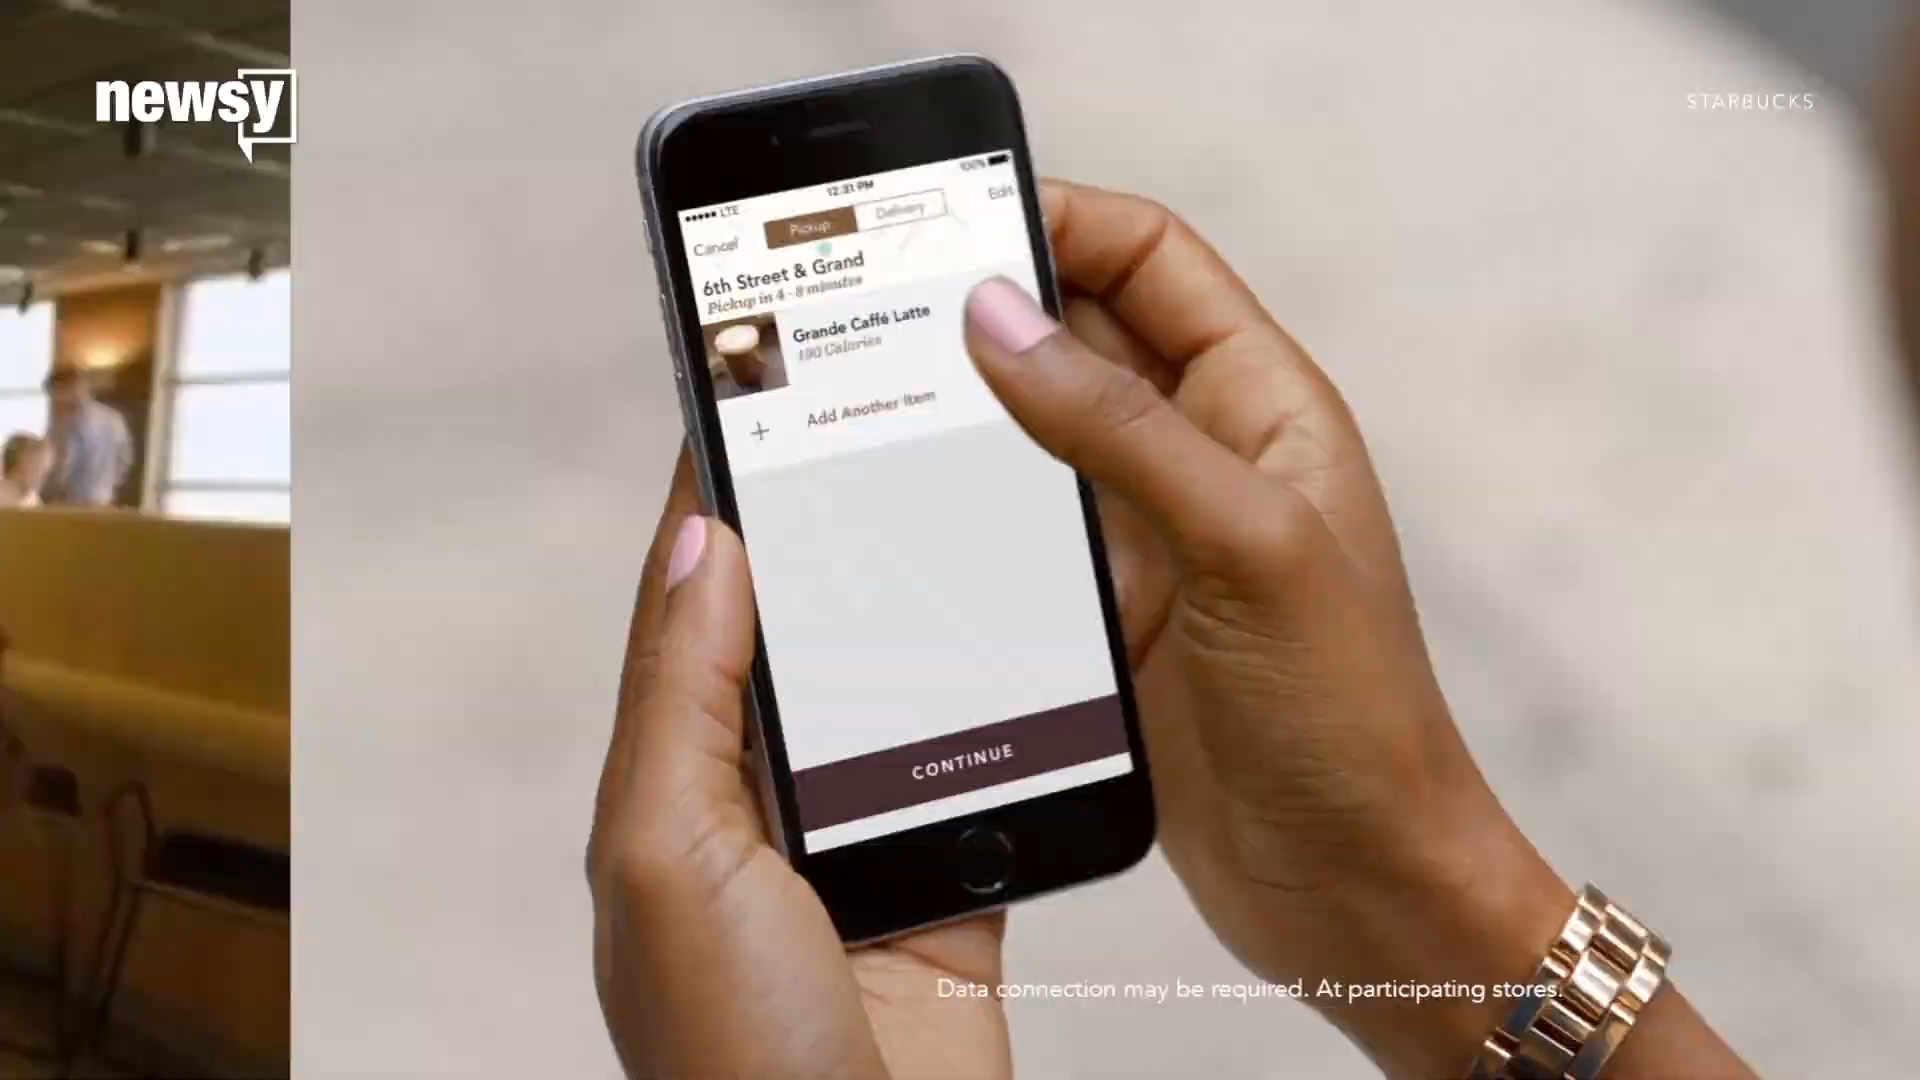 newsy
STARBUCKS
LTE
12:31 PM
100%
Cancel
Pickup
Delivery
Edit
6th Street & Grand
Pickup in 4 - 8 minutes
Grande Caffé Latte
190 Calories
+ Add Another Item
CONTINUE
Data connection may be required. At participating stores.